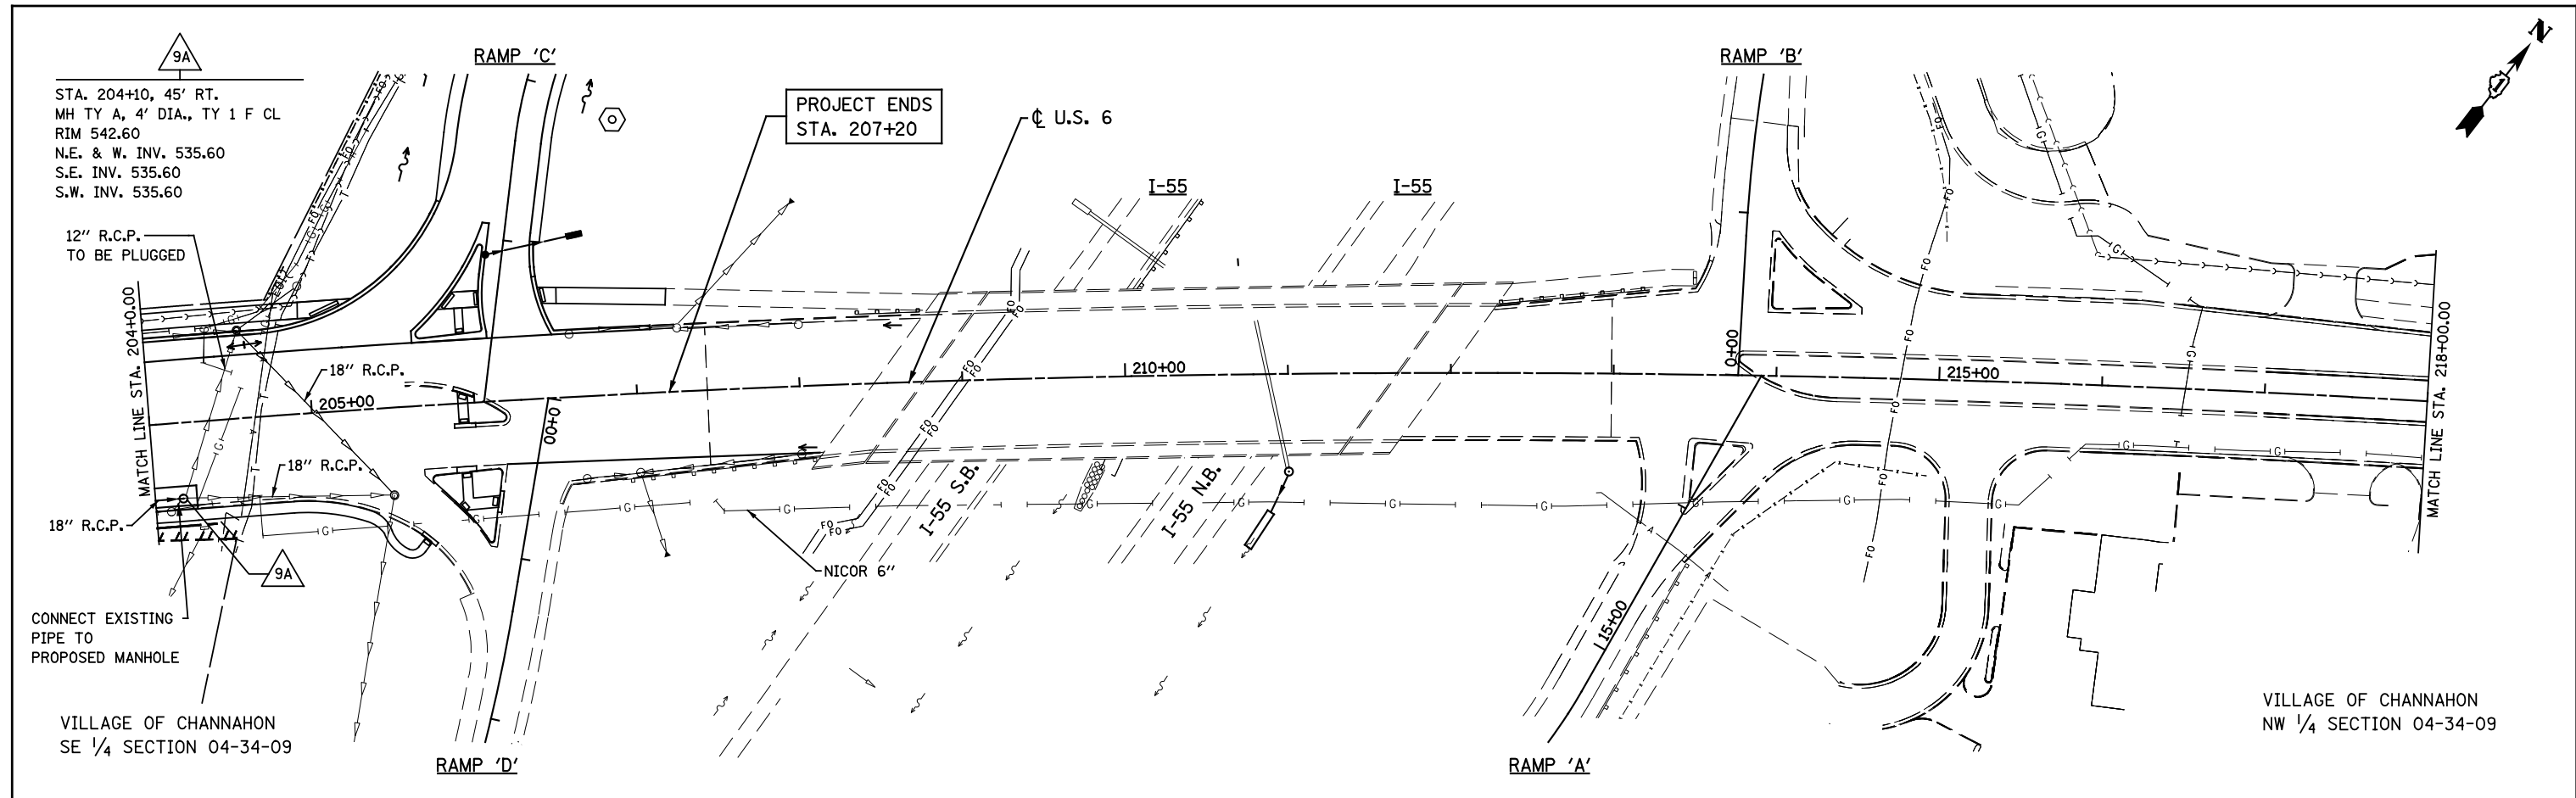 9A
STA. 204+10, 45' RT.
MH TY A, 4' DIA., TY 1 F CL
RIM 542.60
N.E. & W. INV. 535.60
S.E. INV. 535.60
S.W. INV. 535.60
12" R.C.P.
TO BE PLUGGED
RAMP 'C'
PROJECT ENDS
STA. 207+20
℄ U.S. 6
I-55
I-55
RAMP 'B'
N
MATCH LINE STA. 204+0.00
18" R.C.P.
205+00
0+00
210+00
0+00
215+00
MATCH LINE STA. 218+00.00
18" R.C.P.
18" R.C.P.
9A
CONNECT EXISTING
PIPE TO
PROPOSED MANHOLE
NICOR 6"
I-55 S.B.
I-55 N.B.
15+00
VILLAGE OF CHANNAHON
SE 1/4 SECTION 04-34-09
RAMP 'D'
RAMP 'A'
VILLAGE OF CHANNAHON
NW 1/4 SECTION 04-34-09